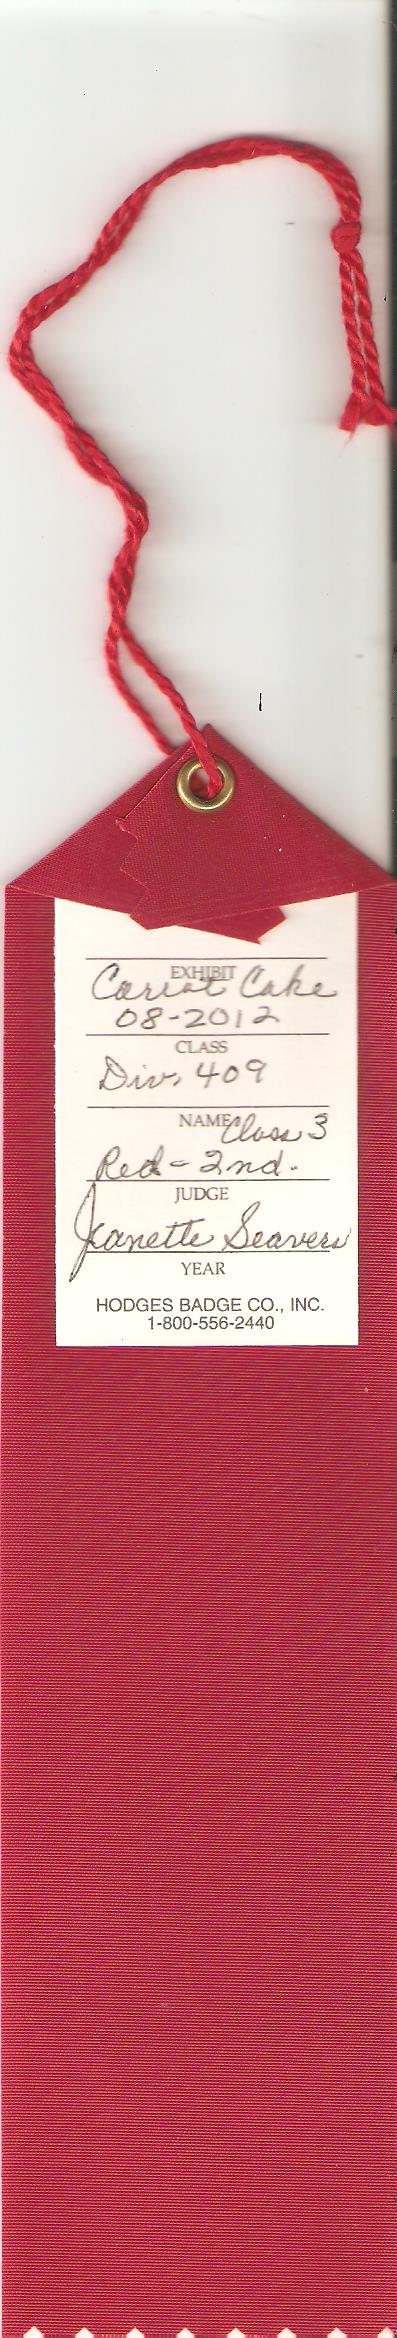 EXHIBIT
Carrot Cake
08-2012
CLASS
Div. 409
NAME Class 3
Red - 2nd.
JUDGE
Jeanette Seavers
YEAR
HODGES BADGE CO., INC.
1-800-556-2440